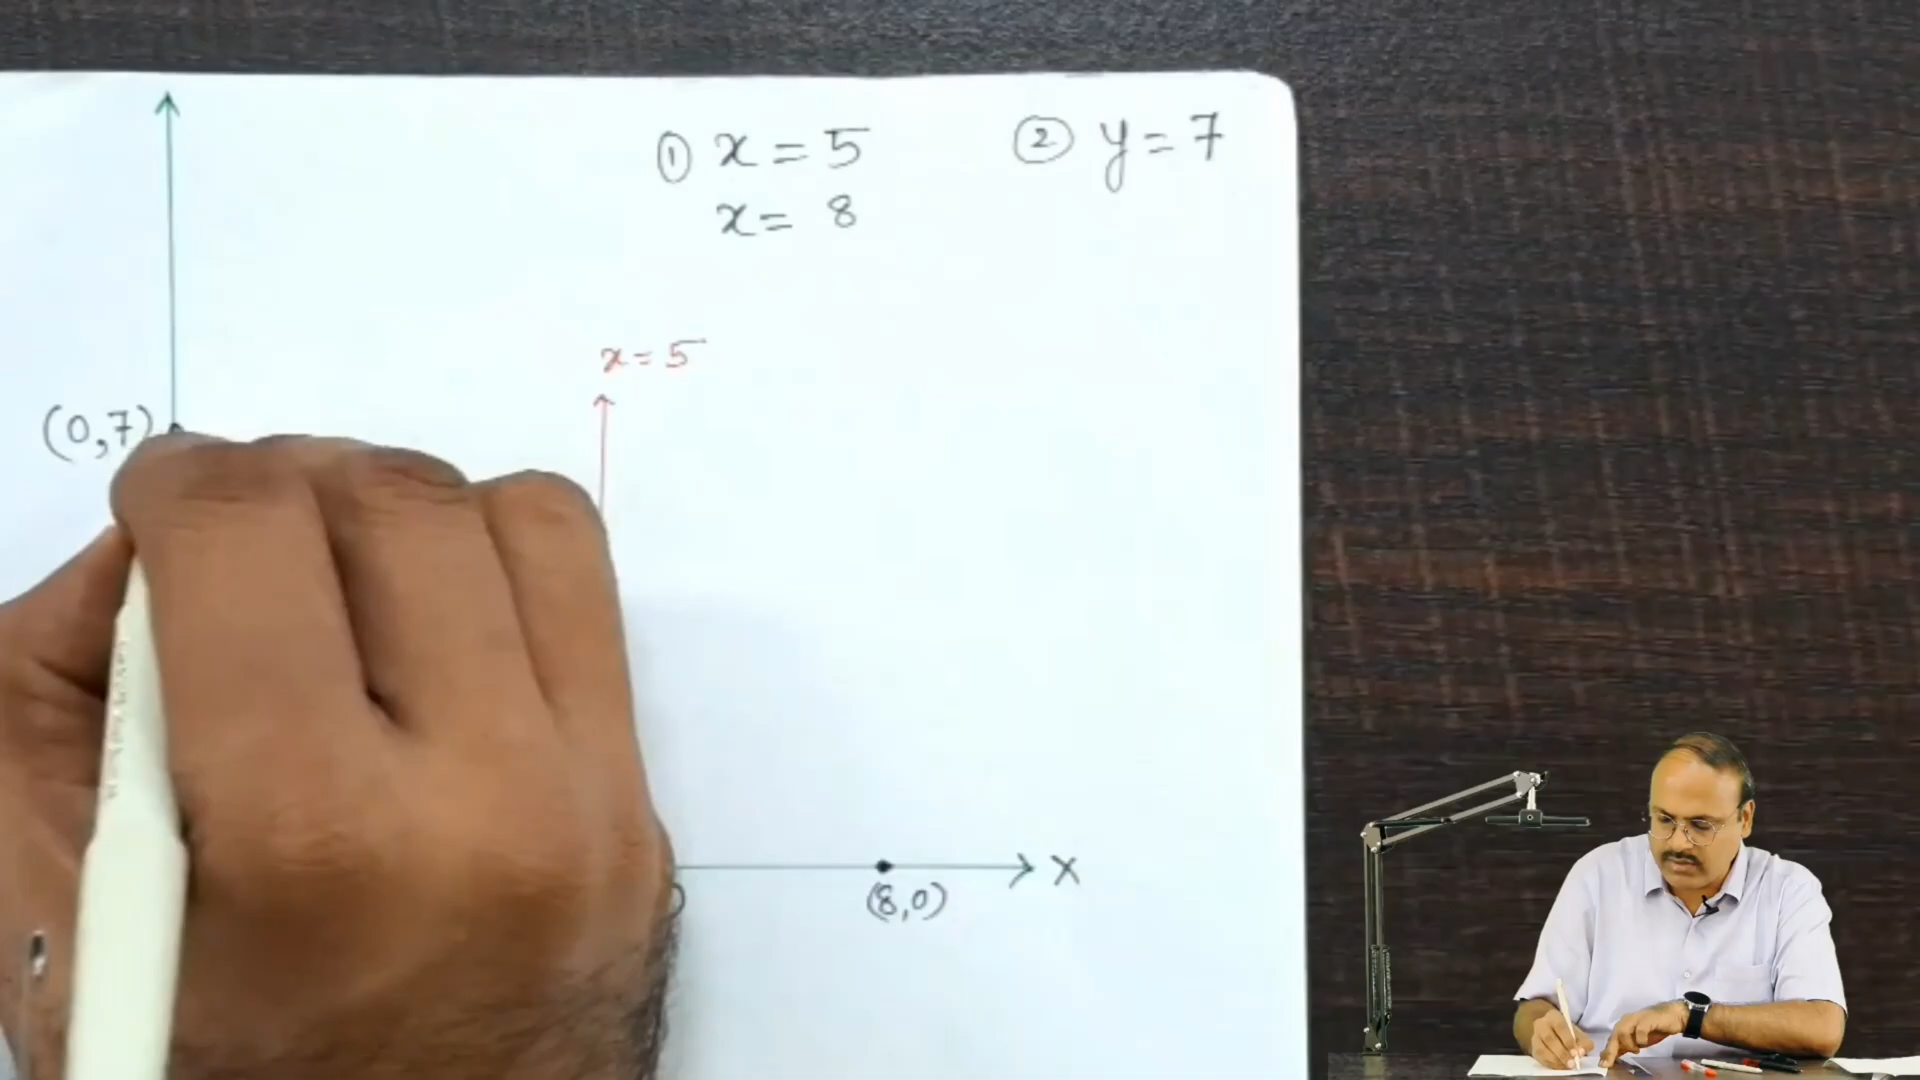 ① x = 5
② y = 7
x = 8
x = 5
(0,7)
X
(8,0)